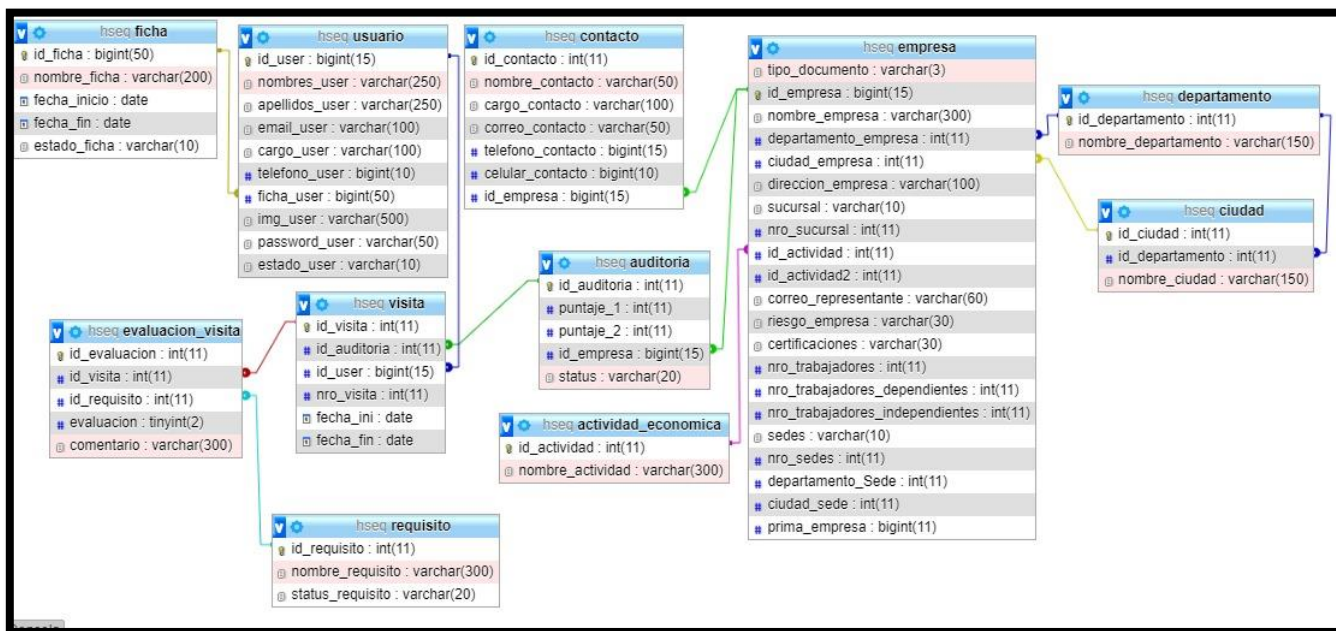 hseq ficha
id_ficha : bigint(50)
nombre_ficha : varchar(200)
fecha_inicio : date
fecha_fin : date
estado_ficha : varchar(10)
hseq usuario
id_user : bigint(15)
nombres_user : varchar(250)
apellidos_user : varchar(250)
email_user : varchar(100)
cargo_user : varchar(100)
telefono_user : bigint(10)
ficha_user : bigint(50)
img_user : varchar(500)
password_user : varchar(50)
estado_user : varchar(10)
hseq contacto
id_contacto : int(11)
nombre_contacto : varchar(50)
cargo_contacto : varchar(100)
correo_contacto : varchar(50)
telefono_contacto : bigint(15)
celular_contacto : bigint(10)
id_empresa : bigint(15)
hseq empresa
tipo_documento : varchar(3)
id_empresa : bigint(15)
nombre_empresa : varchar(300)
departamento_empresa : int(11)
ciudad_empresa : int(11)
direccion_empresa : varchar(100)
sucursal : varchar(10)
nro_sucursal : int(11)
id_actividad : int(11)
id_actividad2 : int(11)
correo_representante : varchar(60)
riesgo_empresa : varchar(30)
certificaciones : varchar(30)
nro_trabajadores : int(11)
nro_trabajadores_dependientes : int(11)
nro_trabajadores_independientes : int(11)
sedes : varchar(10)
nro_sedes : int(11)
departamento_Sede : int(11)
ciudad_sede : int(11)
prima_empresa : bigint(11)
hseq departamento
id_departamento : int(11)
nombre_departamento : varchar(150)
hseq ciudad
id_ciudad : int(11)
id_departamento : int(11)
nombre_ciudad : varchar(150)
hseq auditoria
id_auditoria : int(11)
puntaje_1 : int(11)
puntaje_2 : int(11)
id_empresa : bigint(15)
status : varchar(20)
hseq visita
id_visita : int(11)
id_auditoria : int(11)
id_user : bigint(15)
nro_visita : int(11)
fecha_ini : date
fecha_fin : date
hseq evaluacion_visita
id_evaluacion : int(11)
id_visita : int(11)
id_requisito : int(11)
evaluacion : tinyint(2)
comentario : varchar(300)
hseq actividad_economica
id_actividad : int(11)
nombre_actividad : varchar(300)
hseq requisito
id_requisito : int(11)
nombre_requisito : varchar(300)
status_requisito : varchar(20)